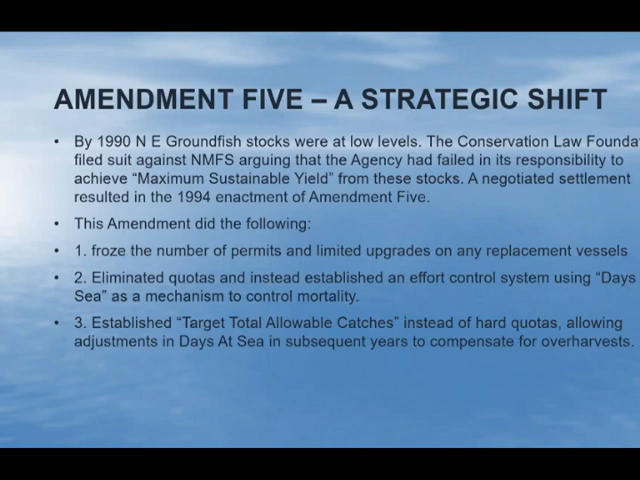 AMENDMENT FIVE – A STRATEGIC SHIFT
• By 1990 N E Groundfish stocks were at low levels. The Conservation Law Founda
filed suit against NMFS arguing that the Agency had failed in its responsibility to
achieve “Maximum Sustainable Yield” from these stocks. A negotiated settlement
resulted in the 1994 enactment of Amendment Five.
• This Amendment did the following:
• 1. froze the number of permits and limited upgrades on any replacement vessels
• 2. Eliminated quotas and instead established an effort control system using “Days
Sea” as a mechanism to control mortality.
• 3. Established “Target Total Allowable Catches” instead of hard quotas, allowing
adjustments in Days At Sea in subsequent years to compensate for overharvests.